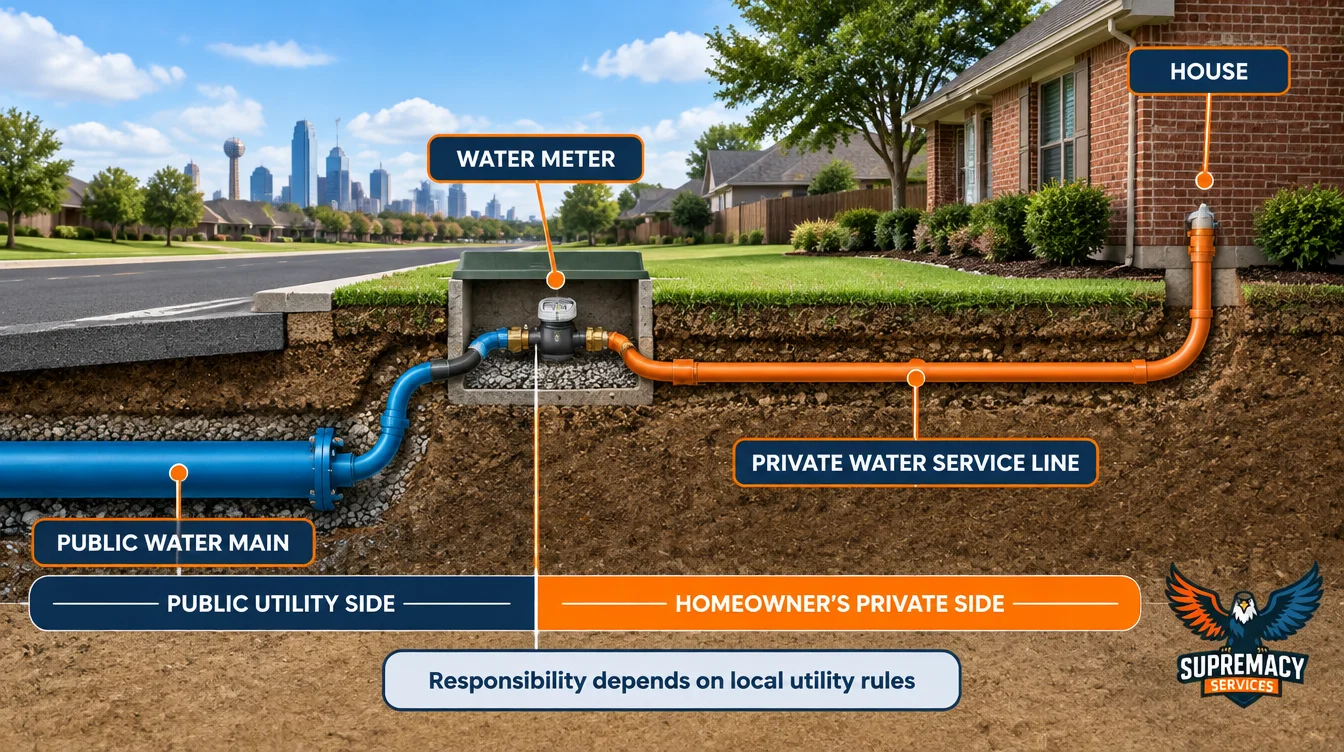 HOUSE
WATER METER
PRIVATE WATER SERVICE LINE
PUBLIC WATER MAIN
PUBLIC UTILITY SIDE
HOMEOWNER'S PRIVATE SIDE
Responsibility depends on local utility rules
SUPREMACY
SERVICES